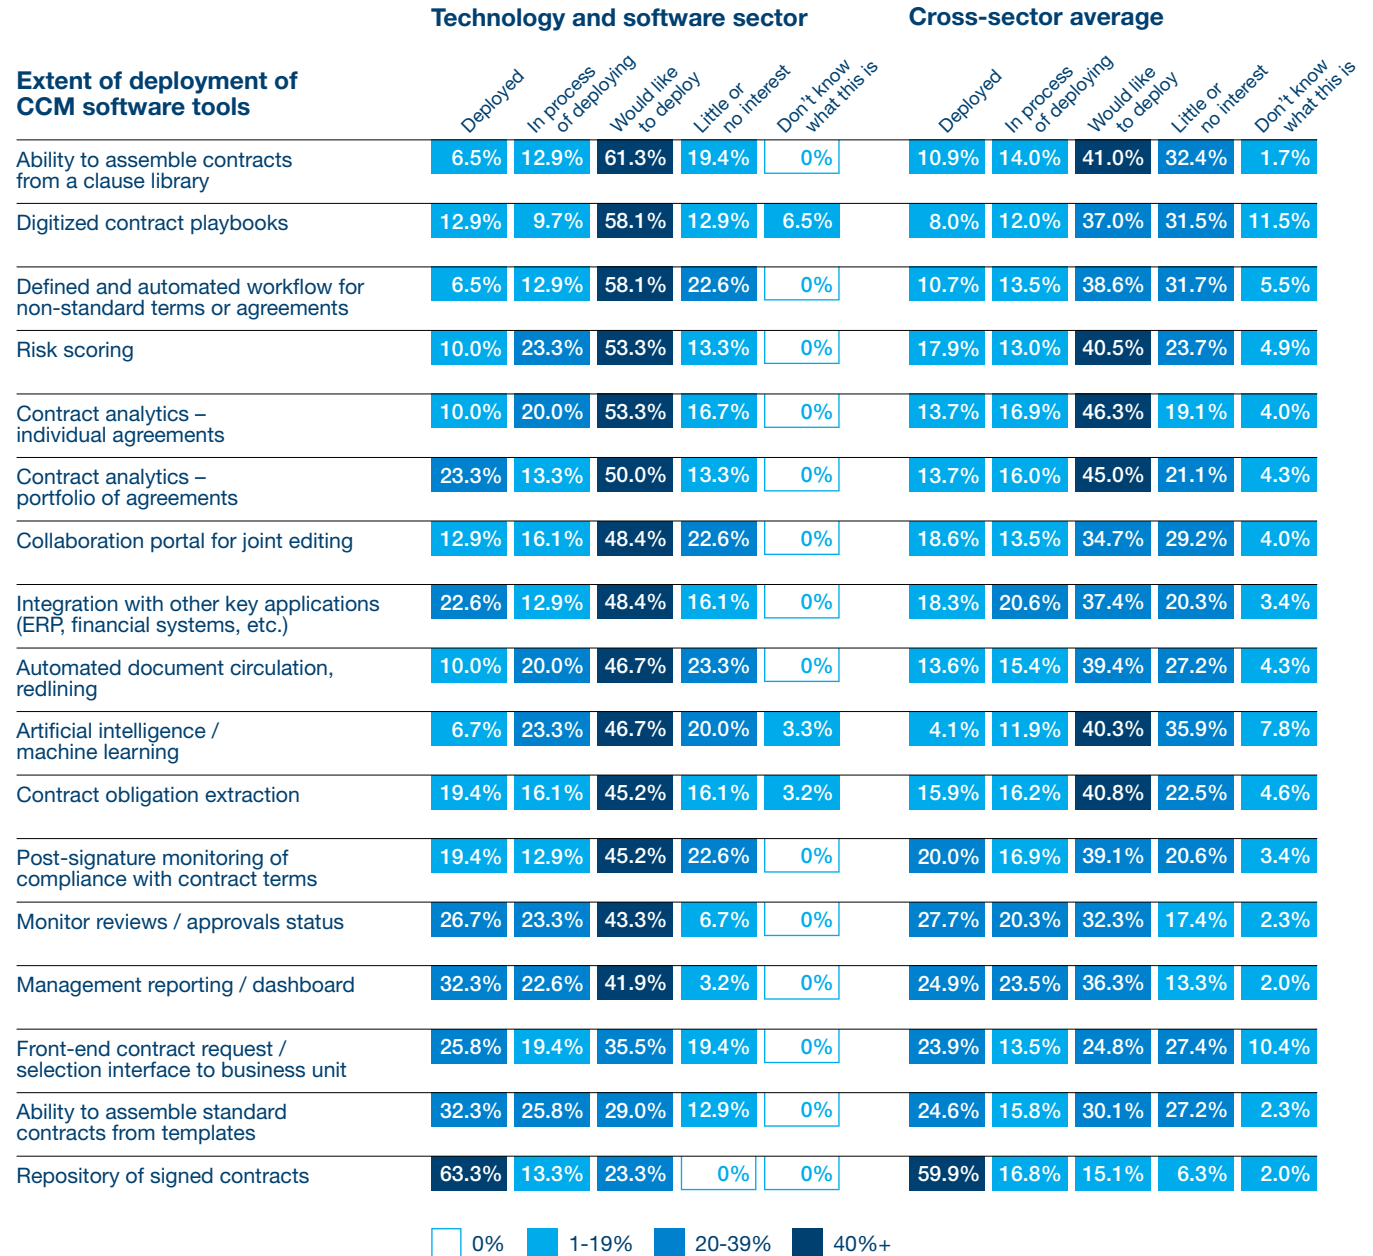 Technology and software sector
Cross-sector average
Extent of deployment of
CCM software tools
Deployed
In process
of deploying
Would like
to deploy
Little or
no interest
Don't know
what this is
Deployed
In process
of deploying
Would like
to deploy
Little or
no interest
Don't know
what this is
Ability to assemble contracts
from a clause library
6.5% 12.9% 61.3% 19.4% 0% 10.9% 14.0% 41.0% 32.4% 1.7%
Digitized contract playbooks
12.9% 9.7% 58.1% 12.9% 6.5% 8.0% 12.0% 37.0% 31.5% 11.5%
Defined and automated workflow for
non-standard terms or agreements
6.5% 12.9% 58.1% 22.6% 0% 10.7% 13.5% 38.6% 31.7% 5.5%
Risk scoring
10.0% 23.3% 53.3% 13.3% 0% 17.9% 13.0% 40.5% 23.7% 4.9%
Contract analytics –
individual agreements
10.0% 20.0% 53.3% 16.7% 0% 13.7% 16.9% 46.3% 19.1% 4.0%
Contract analytics –
portfolio of agreements
23.3% 13.3% 50.0% 13.3% 0% 13.7% 16.0% 45.0% 21.1% 4.3%
Collaboration portal for joint editing
12.9% 16.1% 48.4% 22.6% 0% 18.6% 13.5% 34.7% 29.2% 4.0%
Integration with other key applications
(ERP, financial systems, etc.)
22.6% 12.9% 48.4% 16.1% 0% 18.3% 20.6% 37.4% 20.3% 3.4%
Automated document circulation,
redlining
10.0% 20.0% 46.7% 23.3% 0% 13.6% 15.4% 39.4% 27.2% 4.3%
Artificial intelligence /
machine learning
6.7% 23.3% 46.7% 20.0% 3.3% 4.1% 11.9% 40.3% 35.9% 7.8%
Contract obligation extraction
19.4% 16.1% 45.2% 16.1% 3.2% 15.9% 16.2% 40.8% 22.5% 4.6%
Post-signature monitoring of
compliance with contract terms
19.4% 12.9% 45.2% 22.6% 0% 20.0% 16.9% 39.1% 20.6% 3.4%
Monitor reviews / approvals status
26.7% 23.3% 43.3% 6.7% 0% 27.7% 20.3% 32.3% 17.4% 2.3%
Management reporting / dashboard
32.3% 22.6% 41.9% 3.2% 0% 24.9% 23.5% 36.3% 13.3% 2.0%
Front-end contract request /
selection interface to business unit
25.8% 19.4% 35.5% 19.4% 0% 23.9% 13.5% 24.8% 27.4% 10.4%
Ability to assemble standard
contracts from templates
32.3% 25.8% 29.0% 12.9% 0% 24.6% 15.8% 30.1% 27.2% 2.3%
Repository of signed contracts
63.3% 13.3% 23.3% 0% 0% 59.9% 16.8% 15.1% 6.3% 2.0%
0% 1-19% 20-39% 40%+